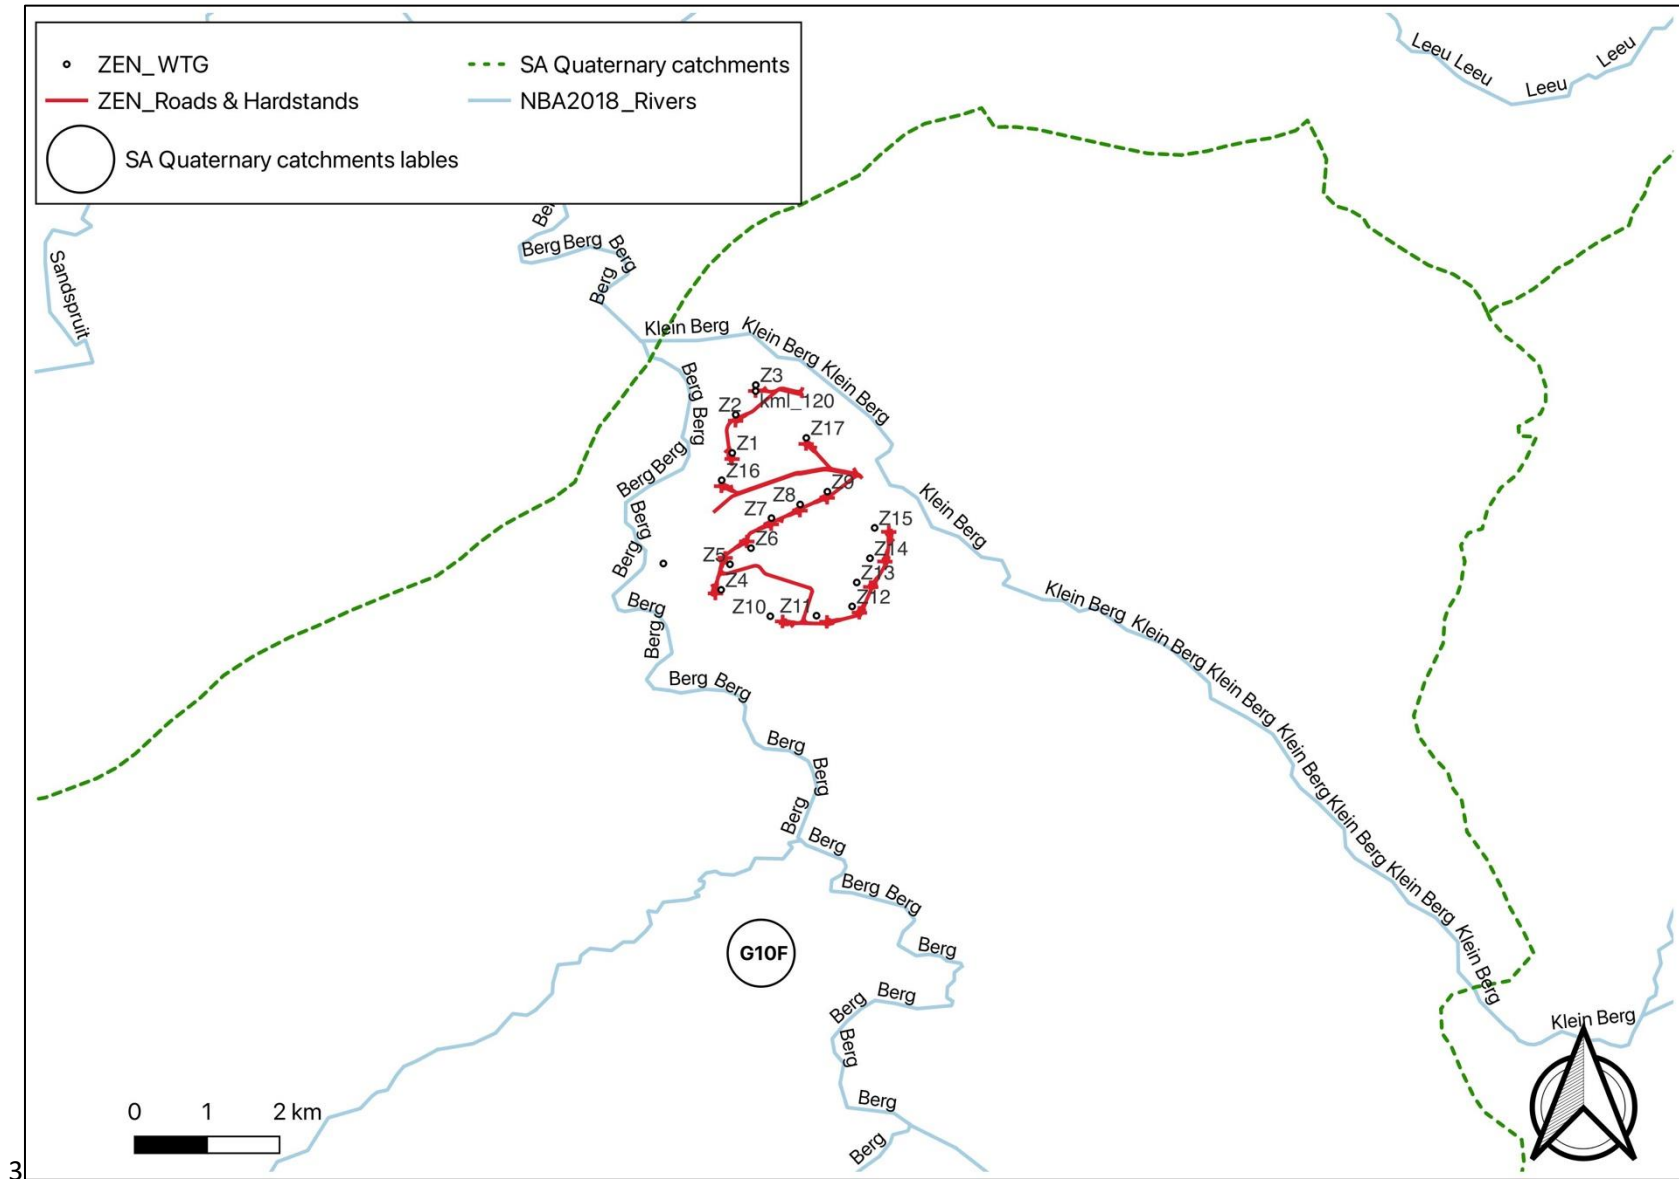 ZEN_WTG
SA Quaternary catchments
ZEN_Roads & Hardstands
NBA2018_Rivers
SA Quaternary catchments lables
Leeu Leeu
Leeu
Leeu
Sandspruit
Berg Berg
Berg
Berg
Klein Berg
Klein Berg
Klein Berg
Klein Berg
Klein Berg
Klein Berg
Klein Berg
Klein Berg
Klein Berg
Klein Berg
Klein Berg
Klein Berg
Klein Berg
Berg
Berg
Berg Berg
Berg
Berg
Berg
Berg
Berg Berg
Berg
Berg
Berg
Berg
Berg Berg
Berg
Berg
Berg
Berg
Berg
Berg
Z3
kml_120
Z2
Z17
Z1
Z16
Z9
Z8
Z7
Z15
Z6
Z14
Z5
Z13
Z4
Z12
Z10
Z11
G10F
0 1 2 km
3